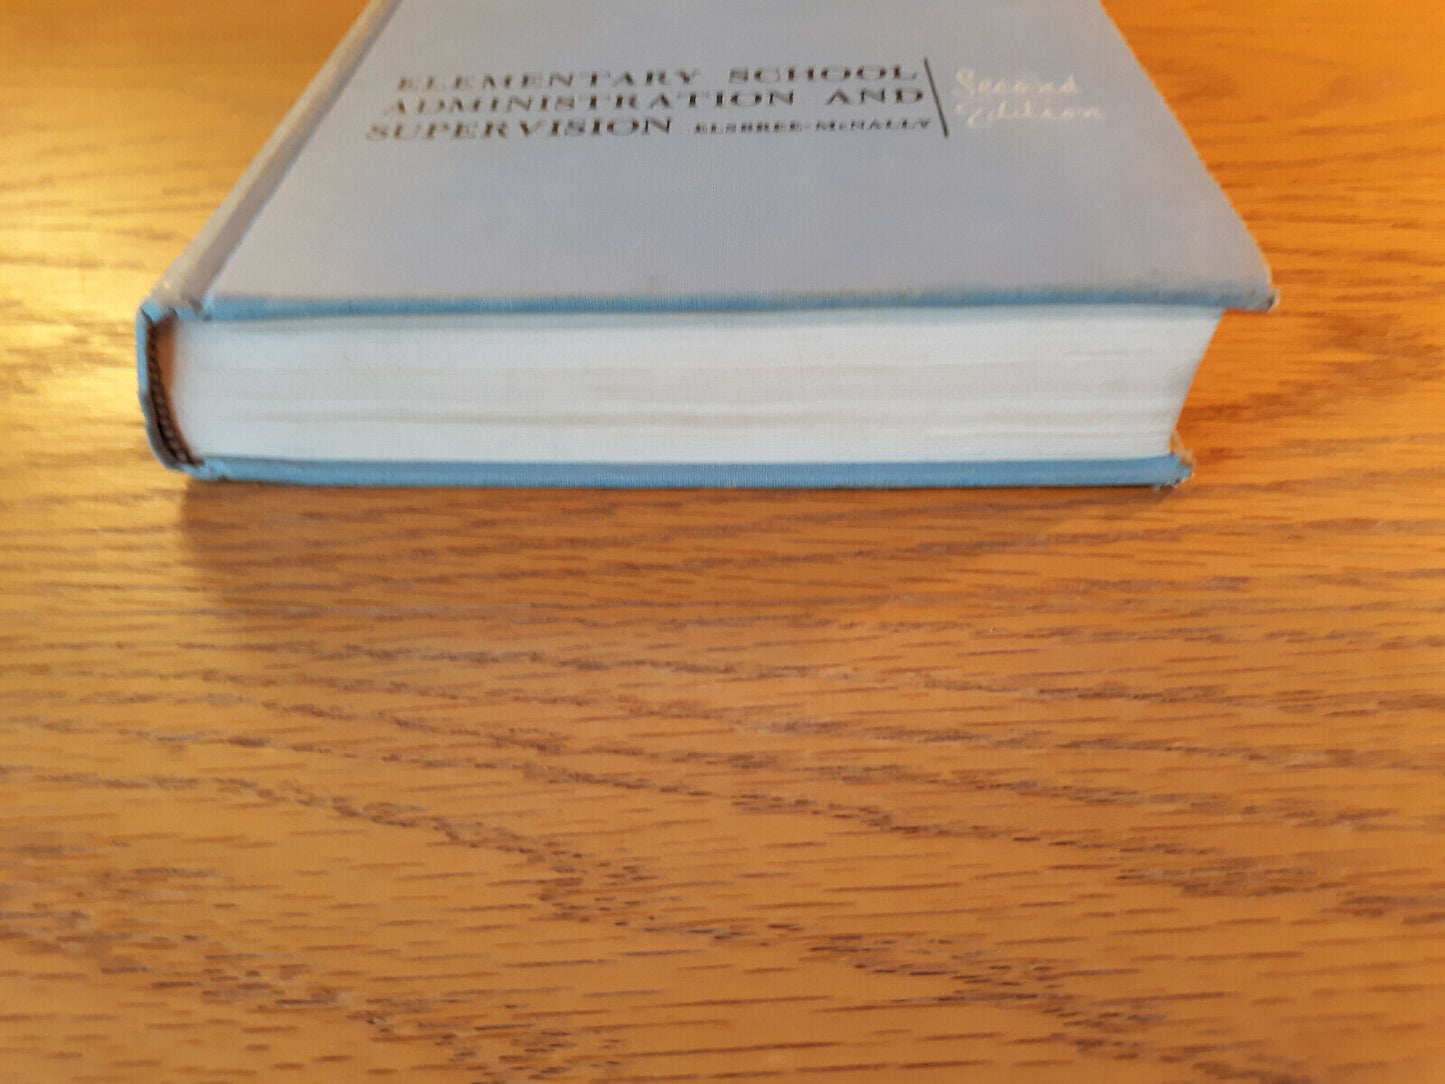 ELEMENTARY SCHOOL
ADMINISTRATION AND
SUPERVISION ELSBREE-McNALLY
Second
Edition